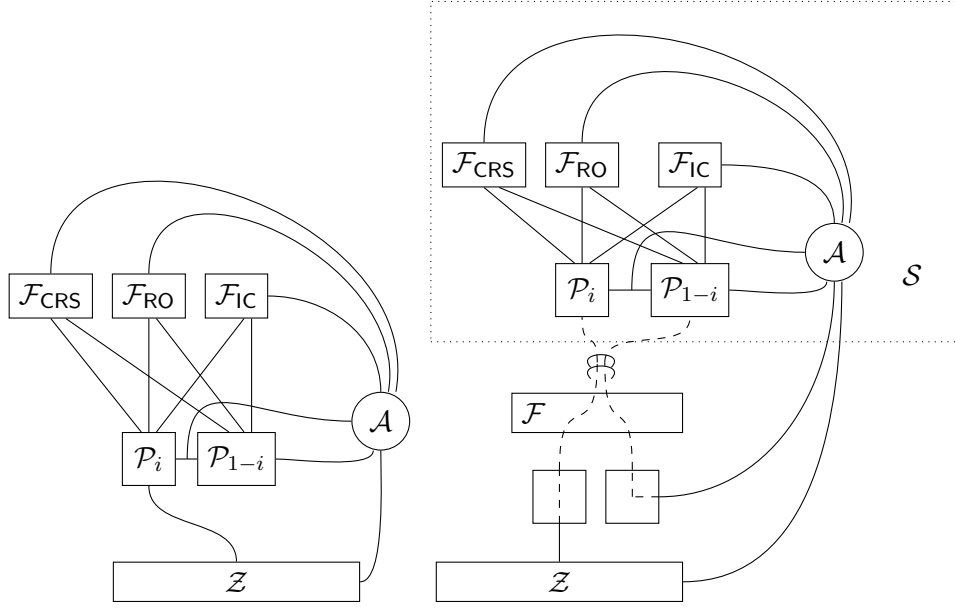 𝓕_CRS 𝓕_RO 𝓕_IC
𝓐
𝓟_i 𝓟_{1−i}
𝓩
𝓕_CRS 𝓕_RO 𝓕_IC
𝓐
𝓢
𝓟_i 𝓟_{1−i}
𝓕
𝓩